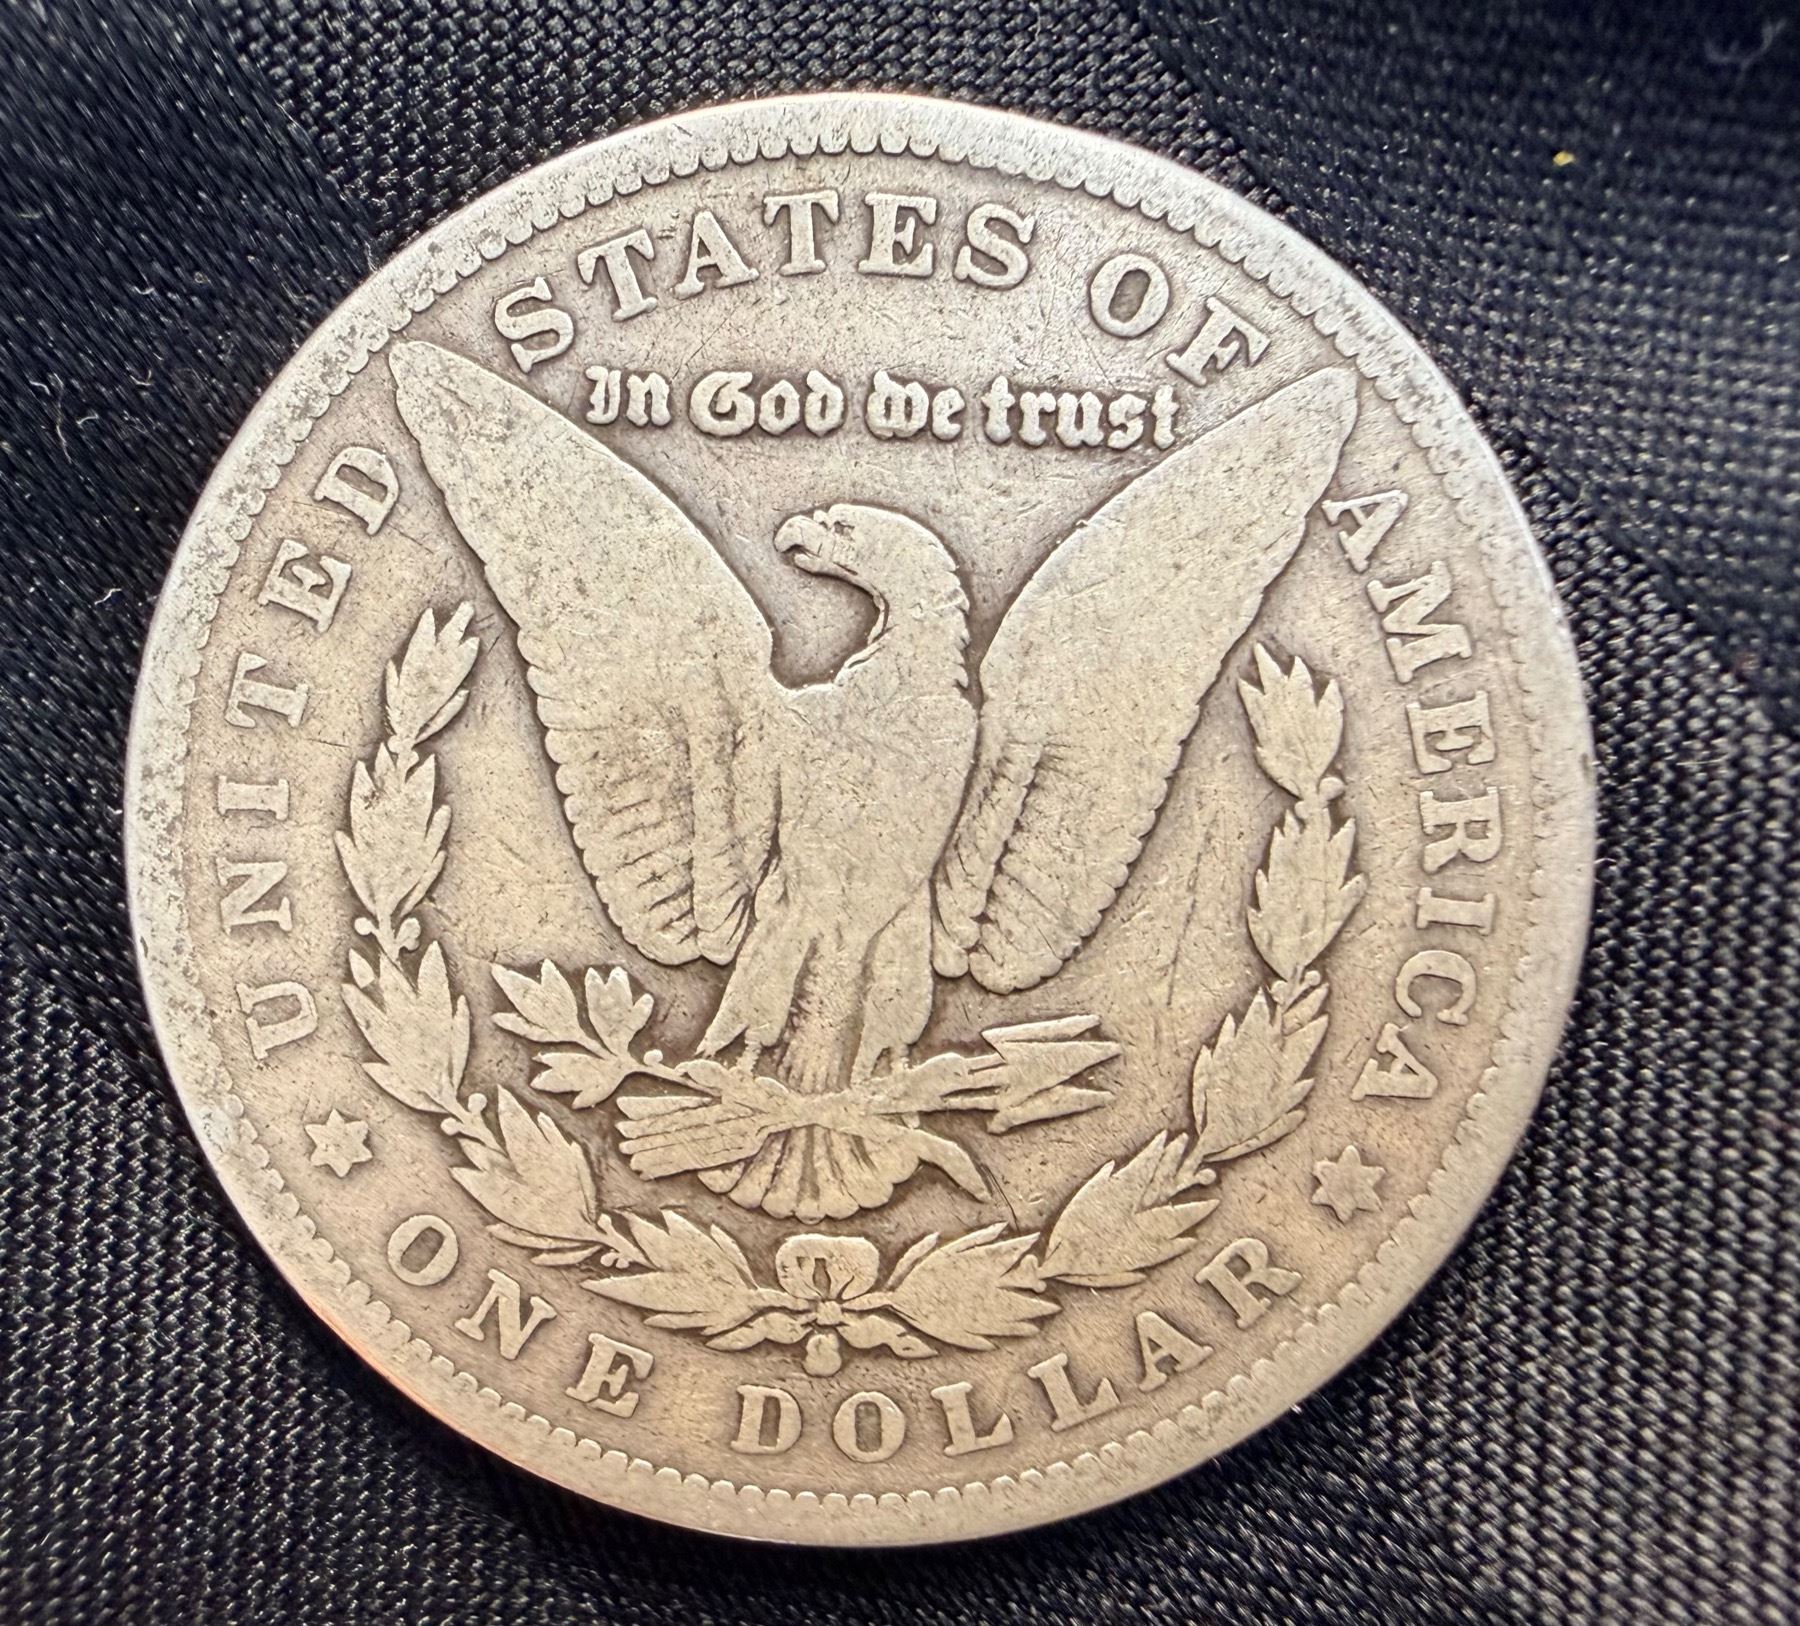 UNITED STATES OF AMERICA
In God we trust
ONE DOLLAR